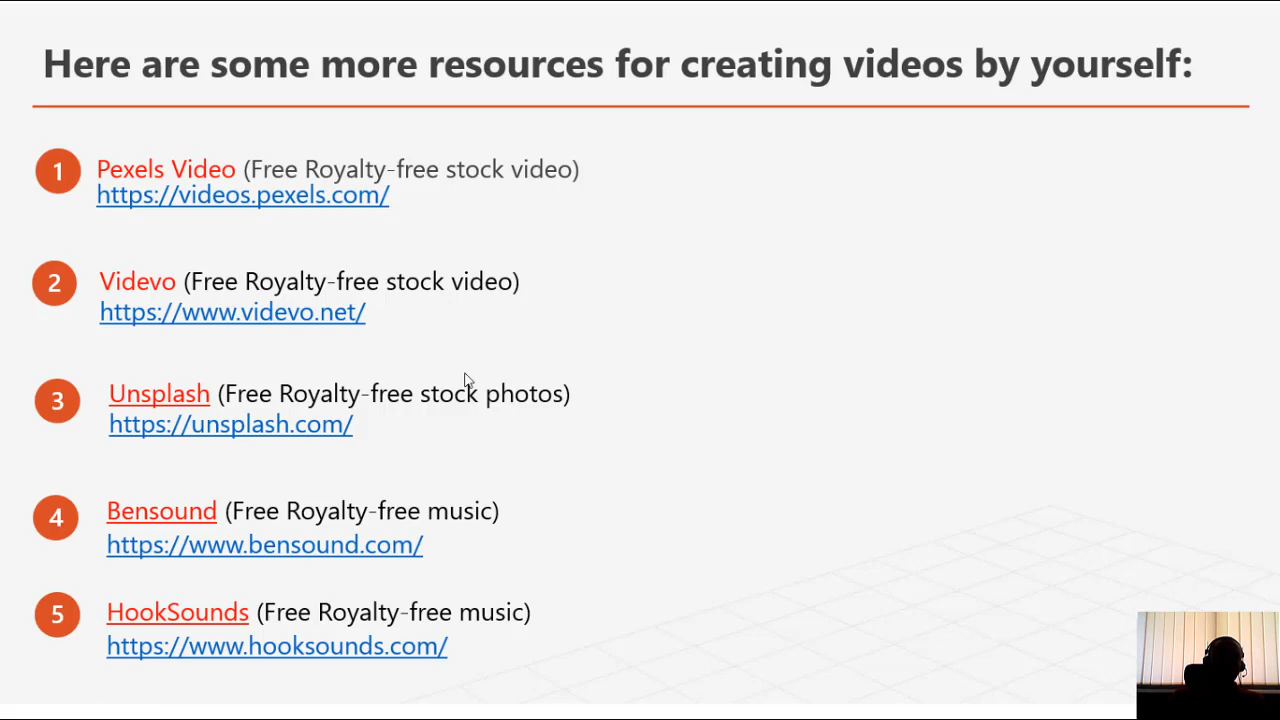 Here are some more resources for creating videos by yourself:
1 Pexels Video (Free Royalty-free stock video)
https://videos.pexels.com/
2 Videvo (Free Royalty-free stock video)
https://www.videvo.net/
3 Unsplash (Free Royalty-free stock photos)
https://unsplash.com/
4 Bensound (Free Royalty-free music)
https://www.bensound.com/
5 HookSounds (Free Royalty-free music)
https://www.hooksounds.com/